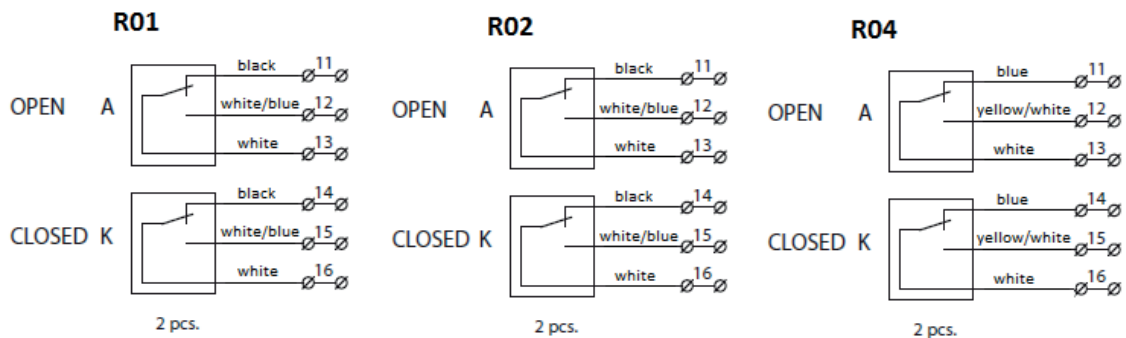 R01
black 11
OPEN A white/blue 12
white 13
black 14
CLOSED K white/blue 15
white 16
2 pcs.
R02
black 11
OPEN A white/blue 12
white 13
black 14
CLOSED K white/blue 15
white 16
2 pcs.
R04
blue 11
OPEN A yellow/white 12
white 13
blue 14
CLOSED K yellow/white 15
white 16
2 pcs.